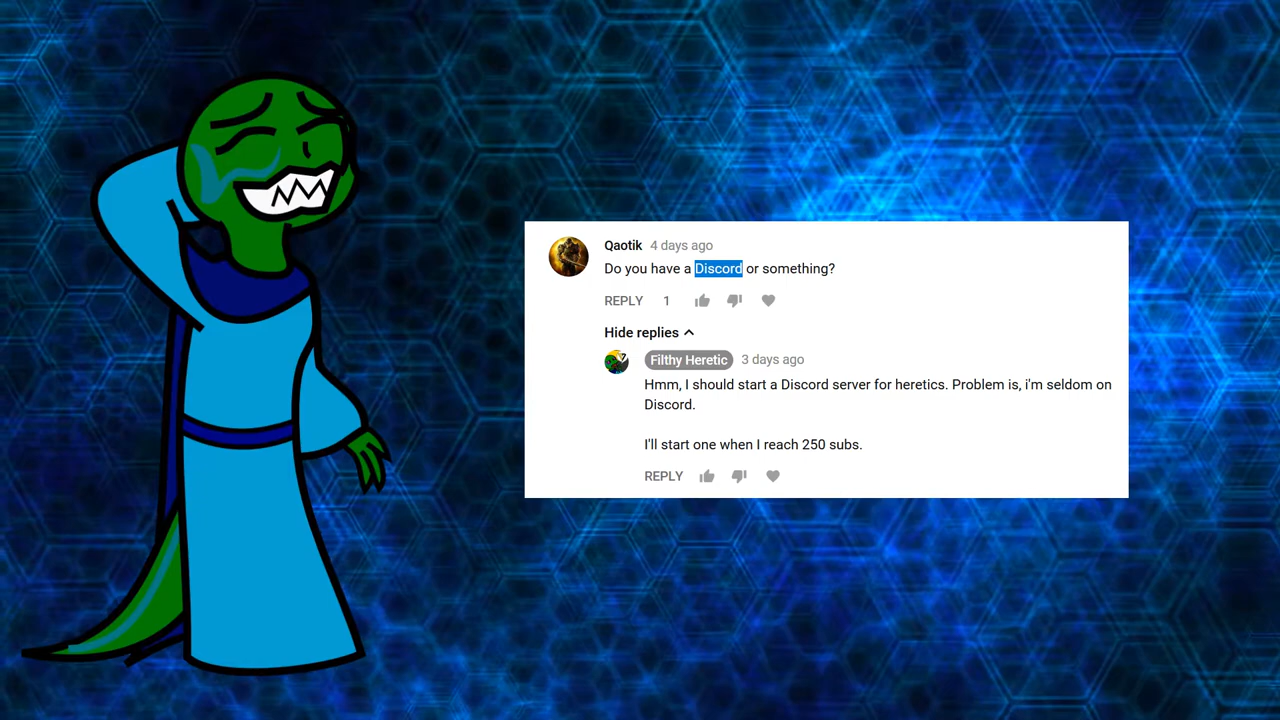 Qaotik 4 days ago
Do you have a Discord or something?
REPLY 1
Hide replies
Filthy Heretic 3 days ago
Hmm, I should start a Discord server for heretics. Problem is, i'm seldom on
Discord.
I'll start one when I reach 250 subs.
REPLY